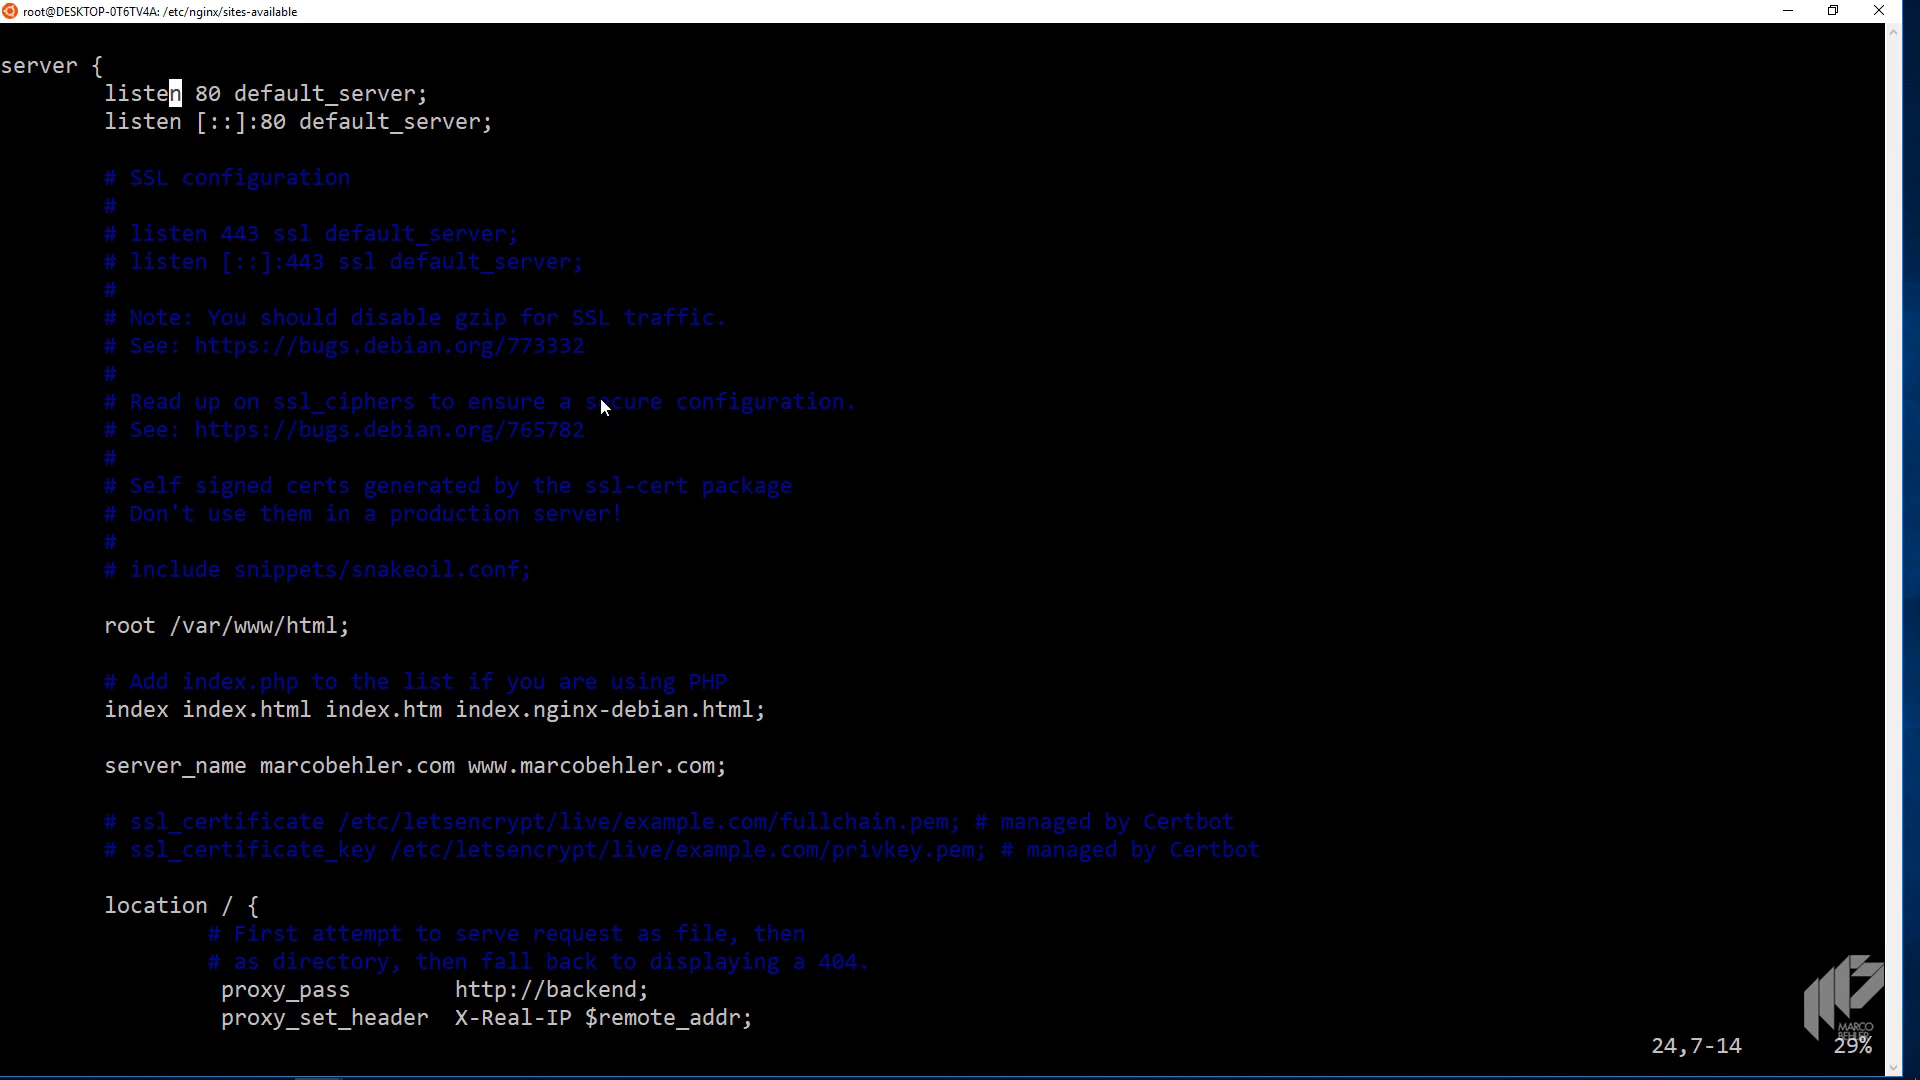 root@DESKTOP-0T6TV4A: /etc/nginx/sites-available
server {
listen 80 default_server;
listen [::]:80 default_server;
# SSL configuration
#
# listen 443 ssl default_server;
# listen [::]:443 ssl default_server;
#
# Note: You should disable gzip for SSL traffic.
# See: https://bugs.debian.org/773332
#
# Read up on ssl_ciphers to ensure a secure configuration.
# See: https://bugs.debian.org/765782
#
# Self signed certs generated by the ssl-cert package
# Don't use them in a production server!
#
# include snippets/snakeoil.conf;
root /var/www/html;
# Add index.php to the list if you are using PHP
index index.html index.htm index.nginx-debian.html;
server_name marcobehler.com www.marcobehler.com;
# ssl_certificate /etc/letsencrypt/live/example.com/fullchain.pem; # managed by Certbot
# ssl_certificate_key /etc/letsencrypt/live/example.com/privkey.pem; # managed by Certbot
location / {
# First attempt to serve request as file, then
# as directory, then fall back to displaying a 404.
proxy_pass http://backend;
proxy_set_header X-Real-IP $remote_addr;
MARCO
BEHLER
24,7-14 29%